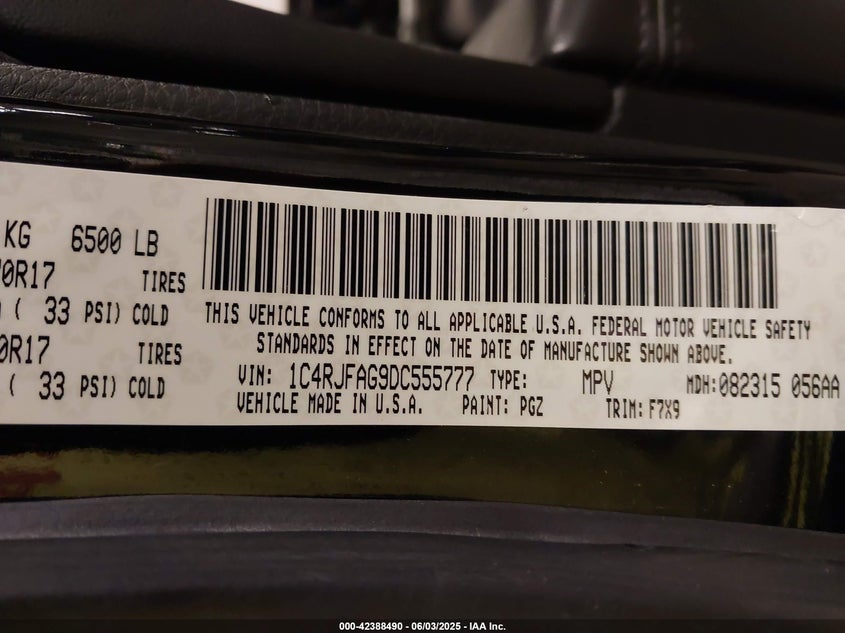 KG 6500 LB
0R17 TIRES
( 33 PSI) COLD
0R17 TIRES
( 33 PSI) COLD
THIS VEHICLE CONFORMS TO ALL APPLICABLE U.S.A. FEDERAL MOTOR VEHICLE SAFETY
STANDARDS IN EFFECT ON THE DATE OF MANUFACTURE SHOWN ABOVE.
VIN: 1C4RJFAG9DC555777 TYPE: MPV MDH:082315 056AA
VEHICLE MADE IN U.S.A. PAINT: PGZ TRIM: F7X9
000-42388490 - 06/03/2025 - IAA Inc.